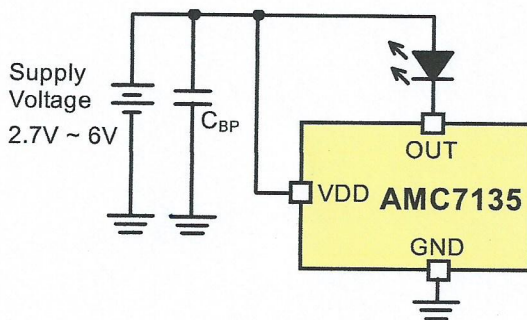 Supply
Voltage
2.7V ~ 6V
CBP
OUT
VDD
AMC7135
GND